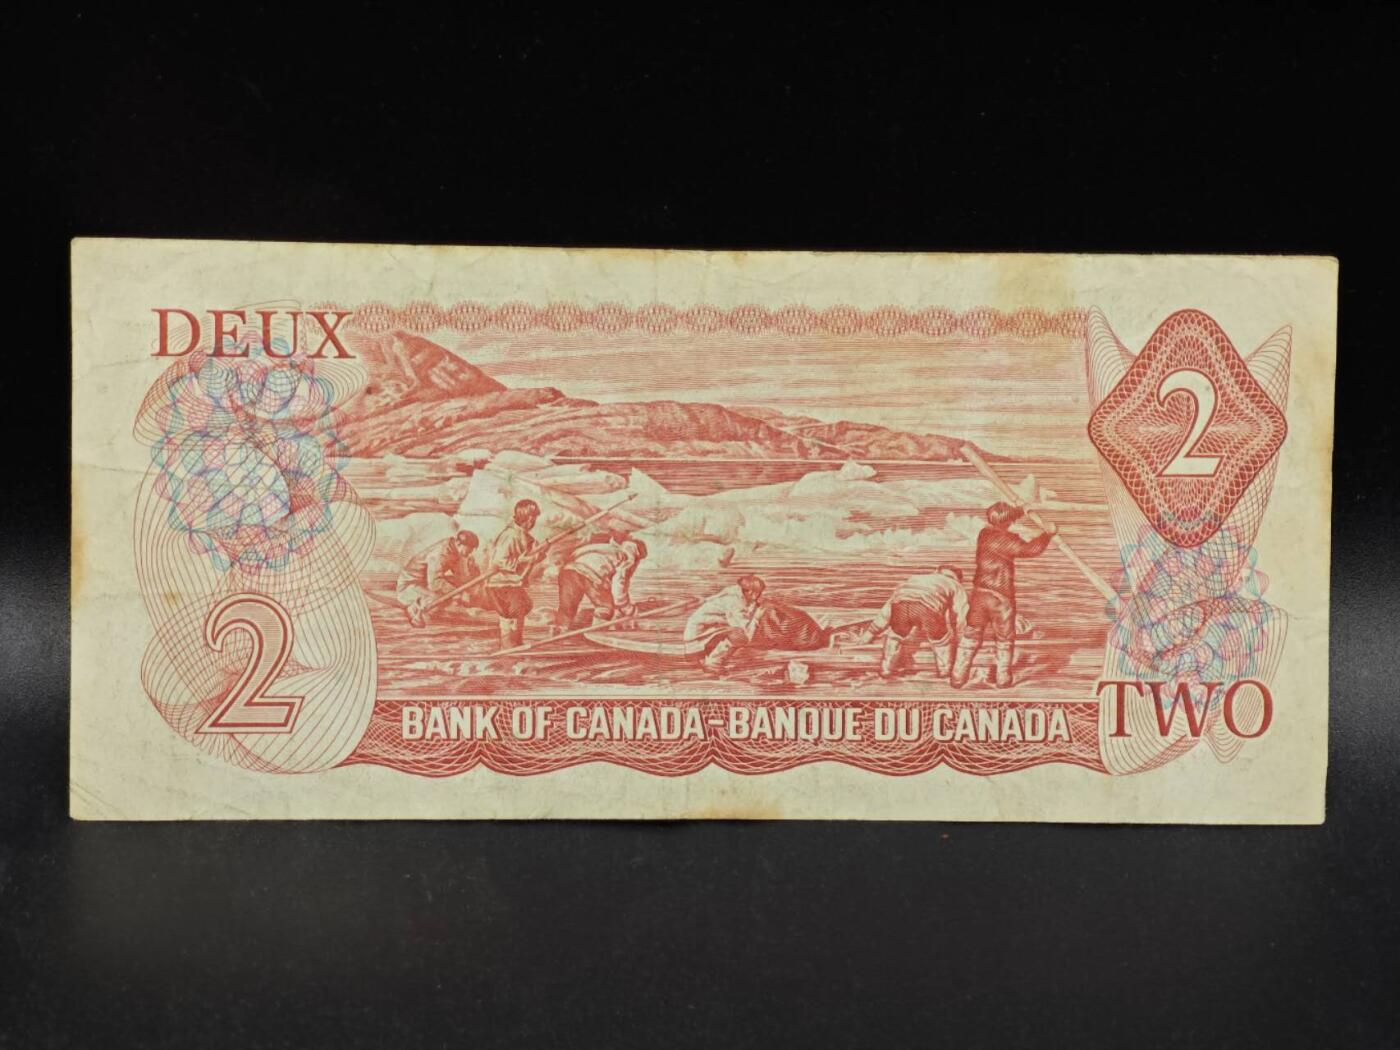 DEUX
2
2
BANK OF CANADA-BANQUE DU CANADA
TWO